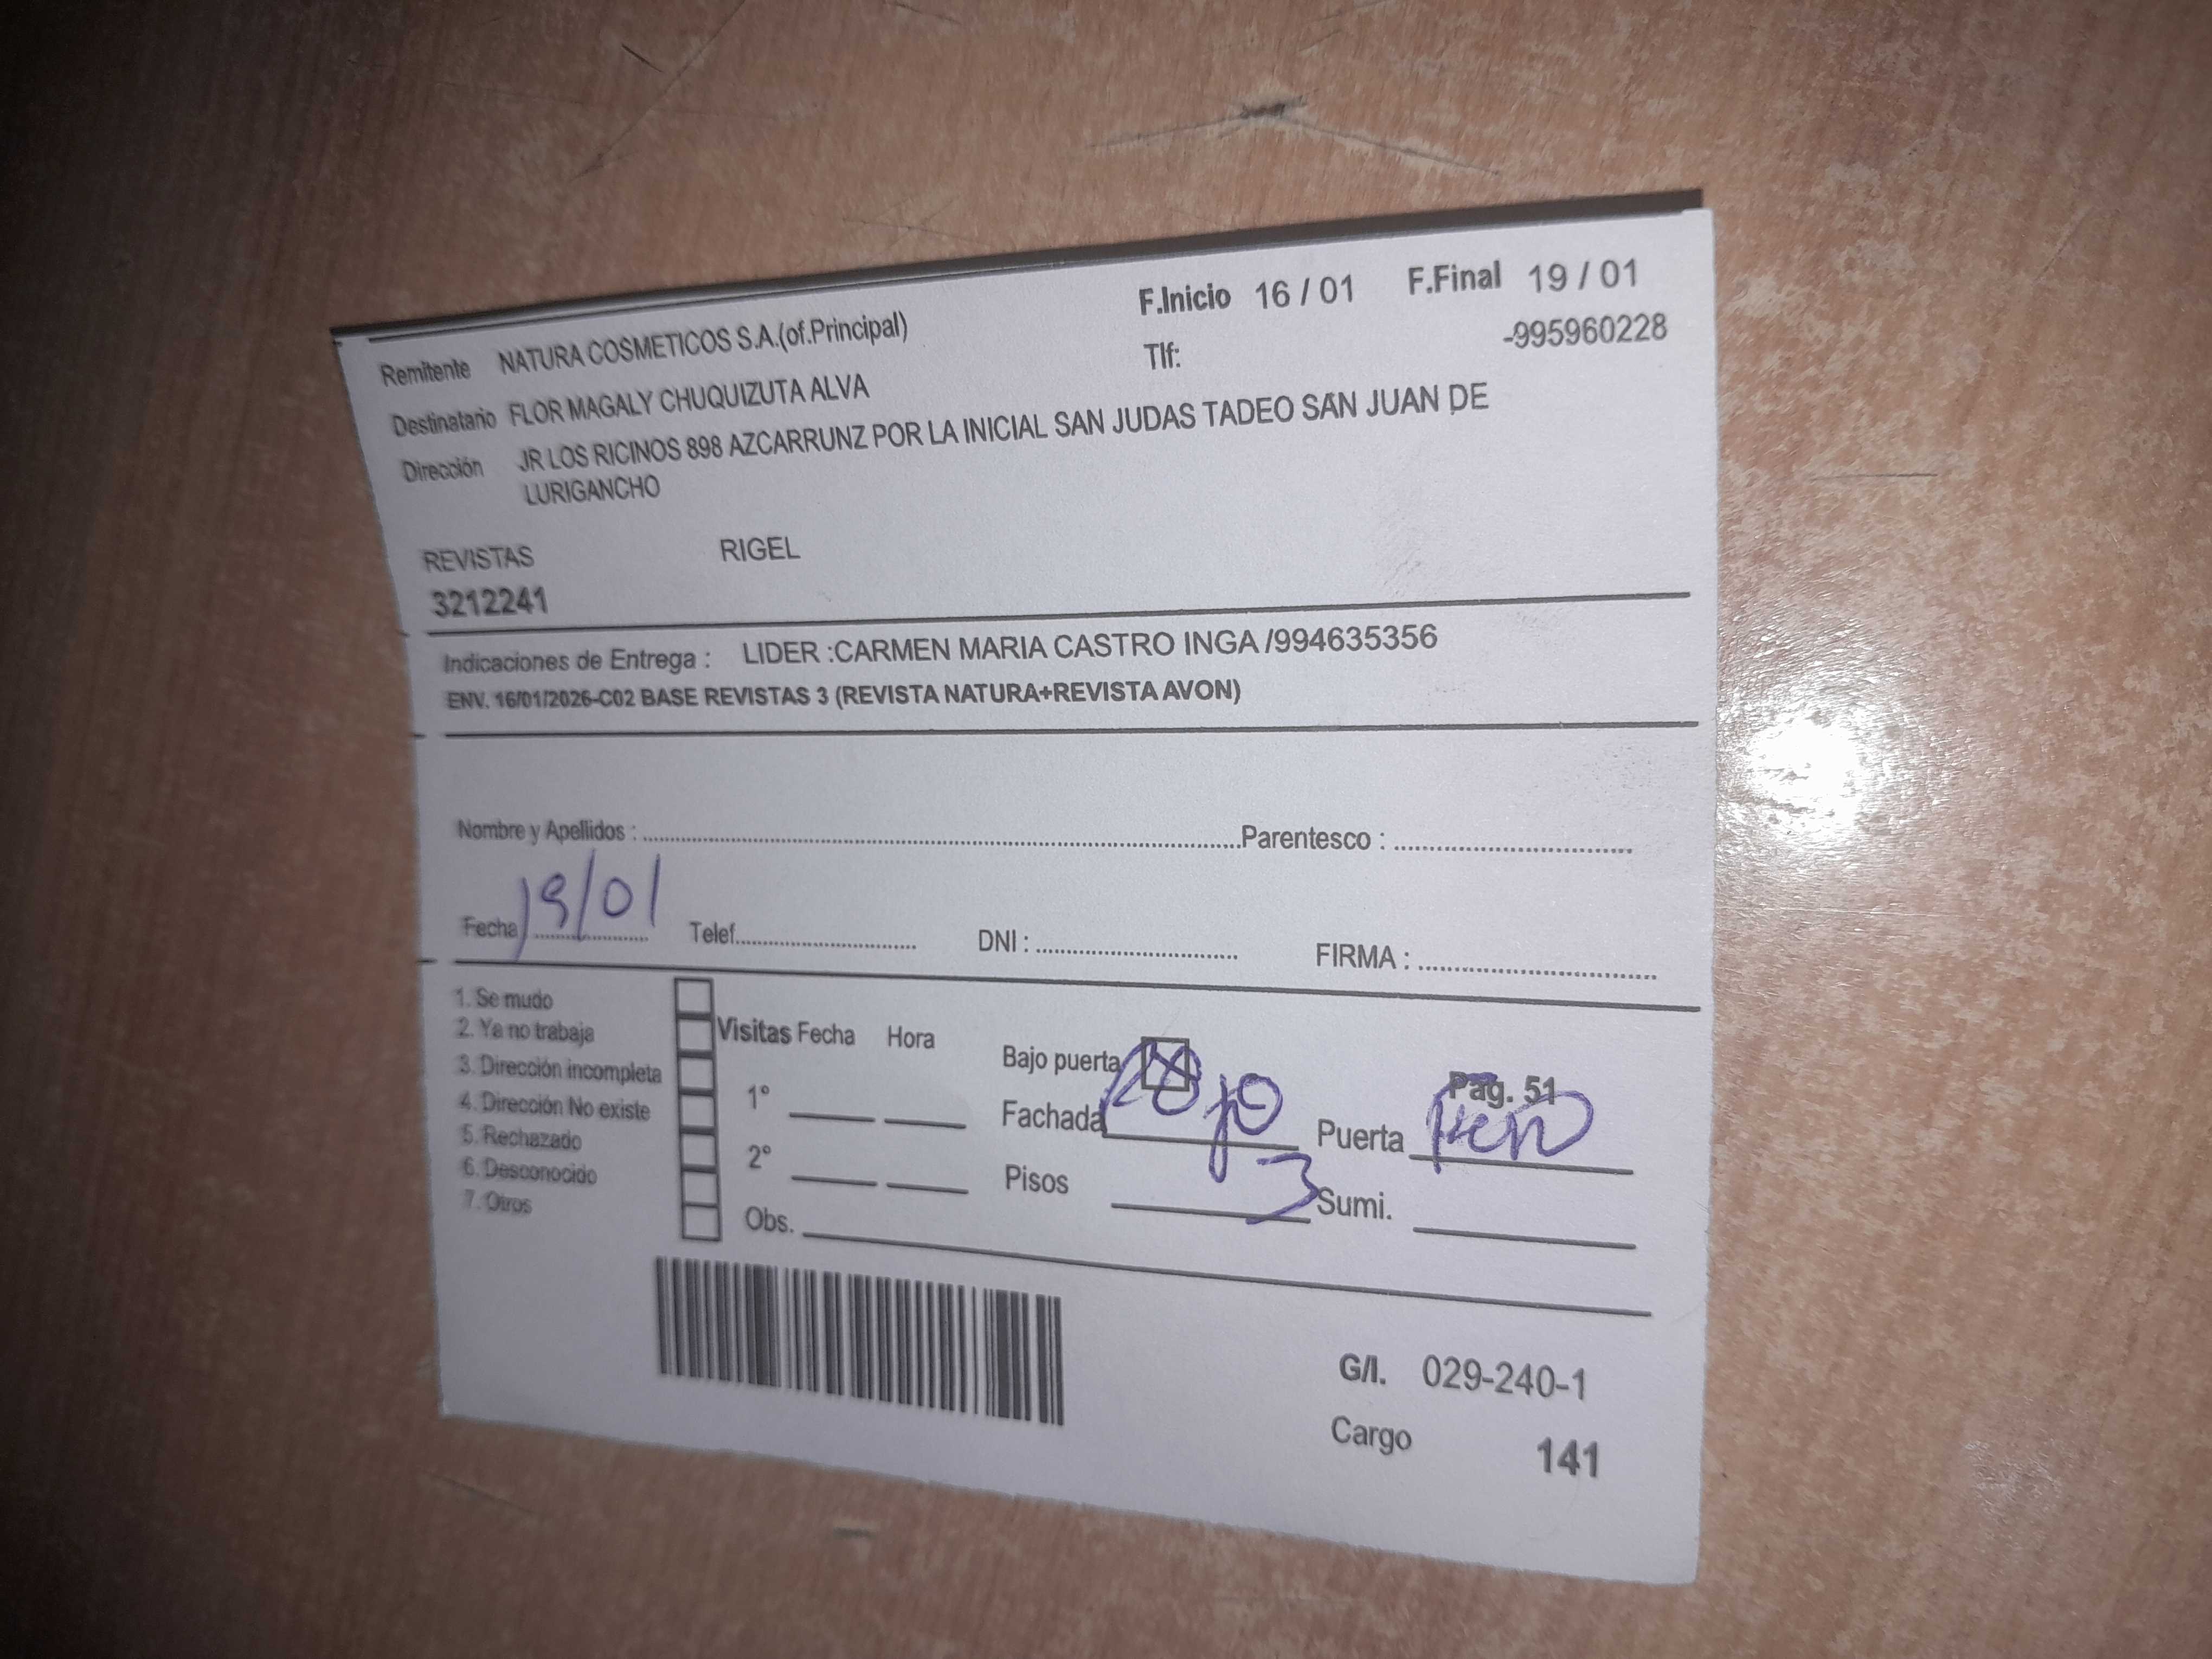 F.Inicio 16 / 01 F.Final 19 / 01
Remitente NATURA COSMETICOS S.A.(of.Principal) Tlf: -995960228
Destinatario FLOR MAGALY CHUQUIZUTA ALVA
Dirección JR LOS RICINOS 898 AZCARRUNZ POR LA INICIAL SAN JUDAS TADEO SAN JUAN DE
LURIGANCHO
REVISTAS RIGEL
3212241
Indicaciones de Entrega : LIDER :CARMEN MARIA CASTRO INGA /994635356
ENV. 16/01/2026-C02 BASE REVISTAS 3 (REVISTA NATURA+REVISTA AVON)
Nombre y Apellidos : Parentesco :
Fecha 19/01 Telef. DNI : FIRMA :
1. Se mudo
2. Ya no trabaja
3. Dirección incompleta
4. Dirección No existe
5. Rechazado
6. Desconocido
7. Otros
Visitas Fecha Hora
1°
2°
Obs.
Bajo puerta Pag. 51
Fachada Puerta
Pisos 3 Sumi.
G/I. 029-240-1
Cargo 141